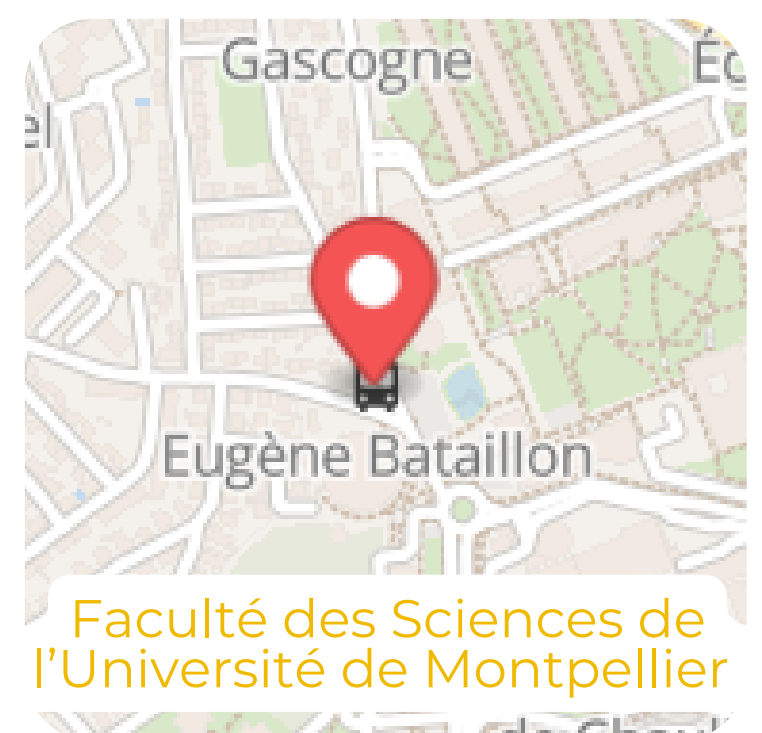 Gascogne
Eugène Bataillon
Faculté des Sciences de
l'Université de Montpellier